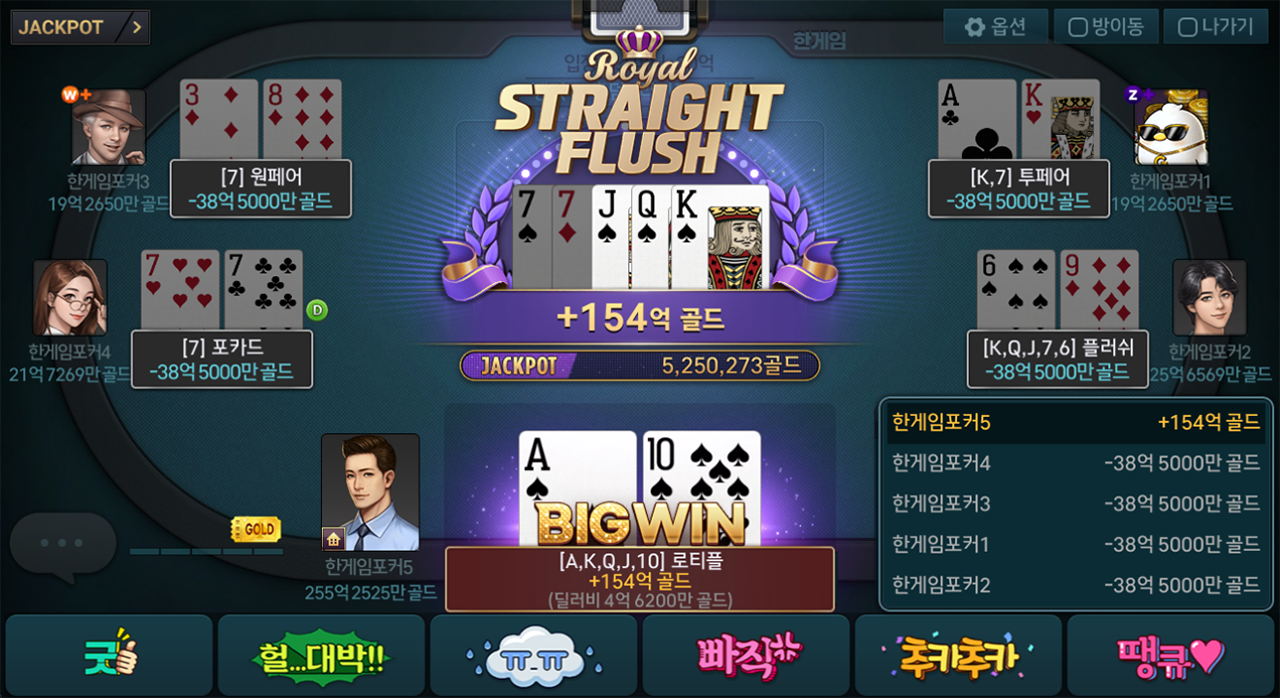 JACKPOT
옵션
방이동
나가기
한게임
Royal
STRAIGHT
FLUSH
W+
3
8
[7] 원페어
-38억 5000만 골드
한게임포커3
19억 2650만 골드
A
K
[K,7] 투페어
-38억 5000만 골드
Z+
한게임포커1
19억 2650만 골드
7
7
J
Q
K
+154억 골드
JACKPOT 5,250,273골드
7
7
D
[7] 포카드
-38억 5000만 골드
한게임포커4
21억 7269만 골드
6
9
[K,Q,J,7,6] 플러쉬
-38억 5000만 골드
한게임포커2
25억 6569만 골드
한게임포커5 +154억 골드
한게임포커4 -38억 5000만 골드
한게임포커3 -38억 5000만 골드
한게임포커1 -38억 5000만 골드
한게임포커2 -38억 5000만 골드
GOLD
한게임포커5
255억 2525만 골드
A
10
BIG WIN
[A,K,Q,J,10] 로티플
+154억 골드
(딜러비 4억 6200만 골드)
굿
헐...대박!!
ㅠ_ㅠ
빠직
추카추카
땡큐